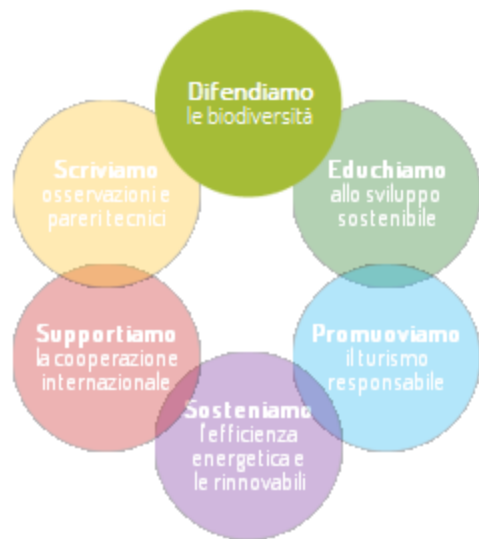 Difendiamo
le biodiversità
Educhiamo
allo sviluppo
sostenibile
Promuoviamo
il turismo
responsabile
Sosteniamo
l'efficienza
energetica e
le rinnovabili
Supportiamo
la cooperazione
internazionale
Scriviamo
osservazioni e
pareri tecnici